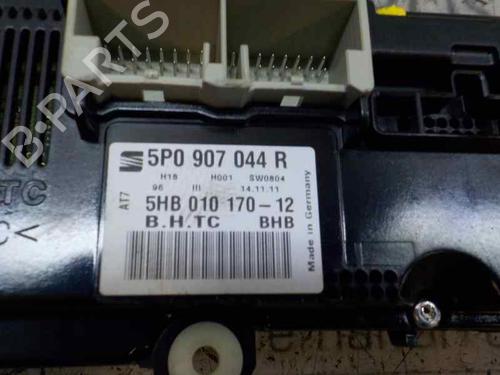 B-PARTS
5P0 907 044 R
H18 H001 SW0804
96 III 14.11.11
AT7
5HB 010 170-12
B.H.TC BHB
Made in Germany